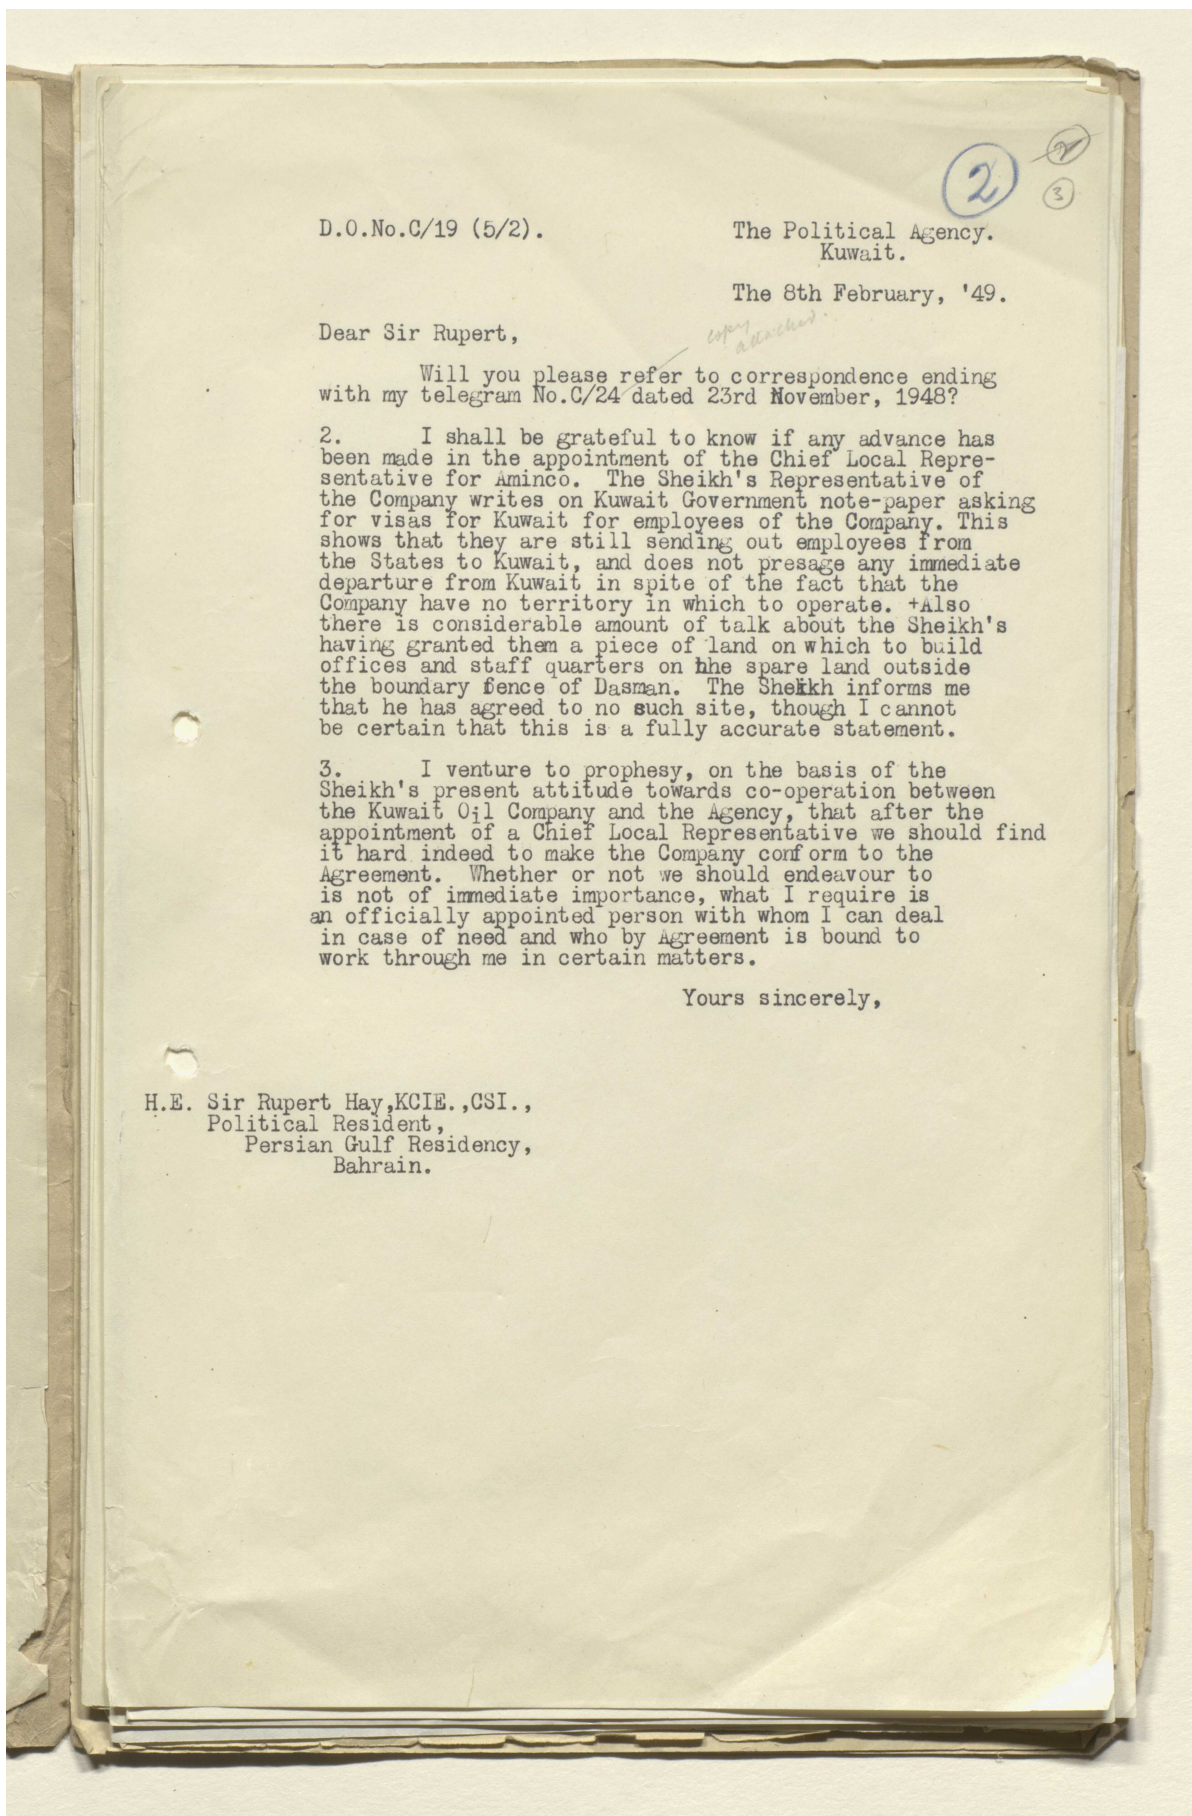 2
2
3
D.O.No.C/19 (5/2).
The Political Agency.
Kuwait.
The 8th February, '49.
copy
attached.
Dear Sir Rupert,
Will you please refer to correspondence ending
with my telegram No.C/24 dated 23rd November, 1948?
2. I shall be grateful to know if any advance has
been made in the appointment of the Chief Local Repre-
sentative for Aminco. The Sheikh's Representative of
the Company writes on Kuwait Government note-paper asking
for visas for Kuwait for employees of the Company. This
shows that they are still sending out employees from
the States to Kuwait, and does not presage any immediate
departure from Kuwait in spite of the fact that the
Company have no territory in which to operate. +Also
there is considerable amount of talk about the Sheikh's
having granted them a piece of land on which to build
offices and staff quarters on hhe spare land outside
the boundary fence of Dasman. The Sheikh informs me
that he has agreed to no such site, though I cannot
be certain that this is a fully accurate statement.
3. I venture to prophesy, on the basis of the
Sheikh's present attitude towards co-operation between
the Kuwait Oil Company and the Agency, that after the
appointment of a Chief Local Representative we should find
it hard indeed to make the Company conform to the
Agreement. Whether or not we should endeavour to
is not of immediate importance, what I require is
an officially appointed person with whom I can deal
in case of need and who by Agreement is bound to
work through me in certain matters.
Yours sincerely,
H.E. Sir Rupert Hay,KCIE.,CSI.,
Political Resident,
Persian Gulf Residency,
Bahrain.